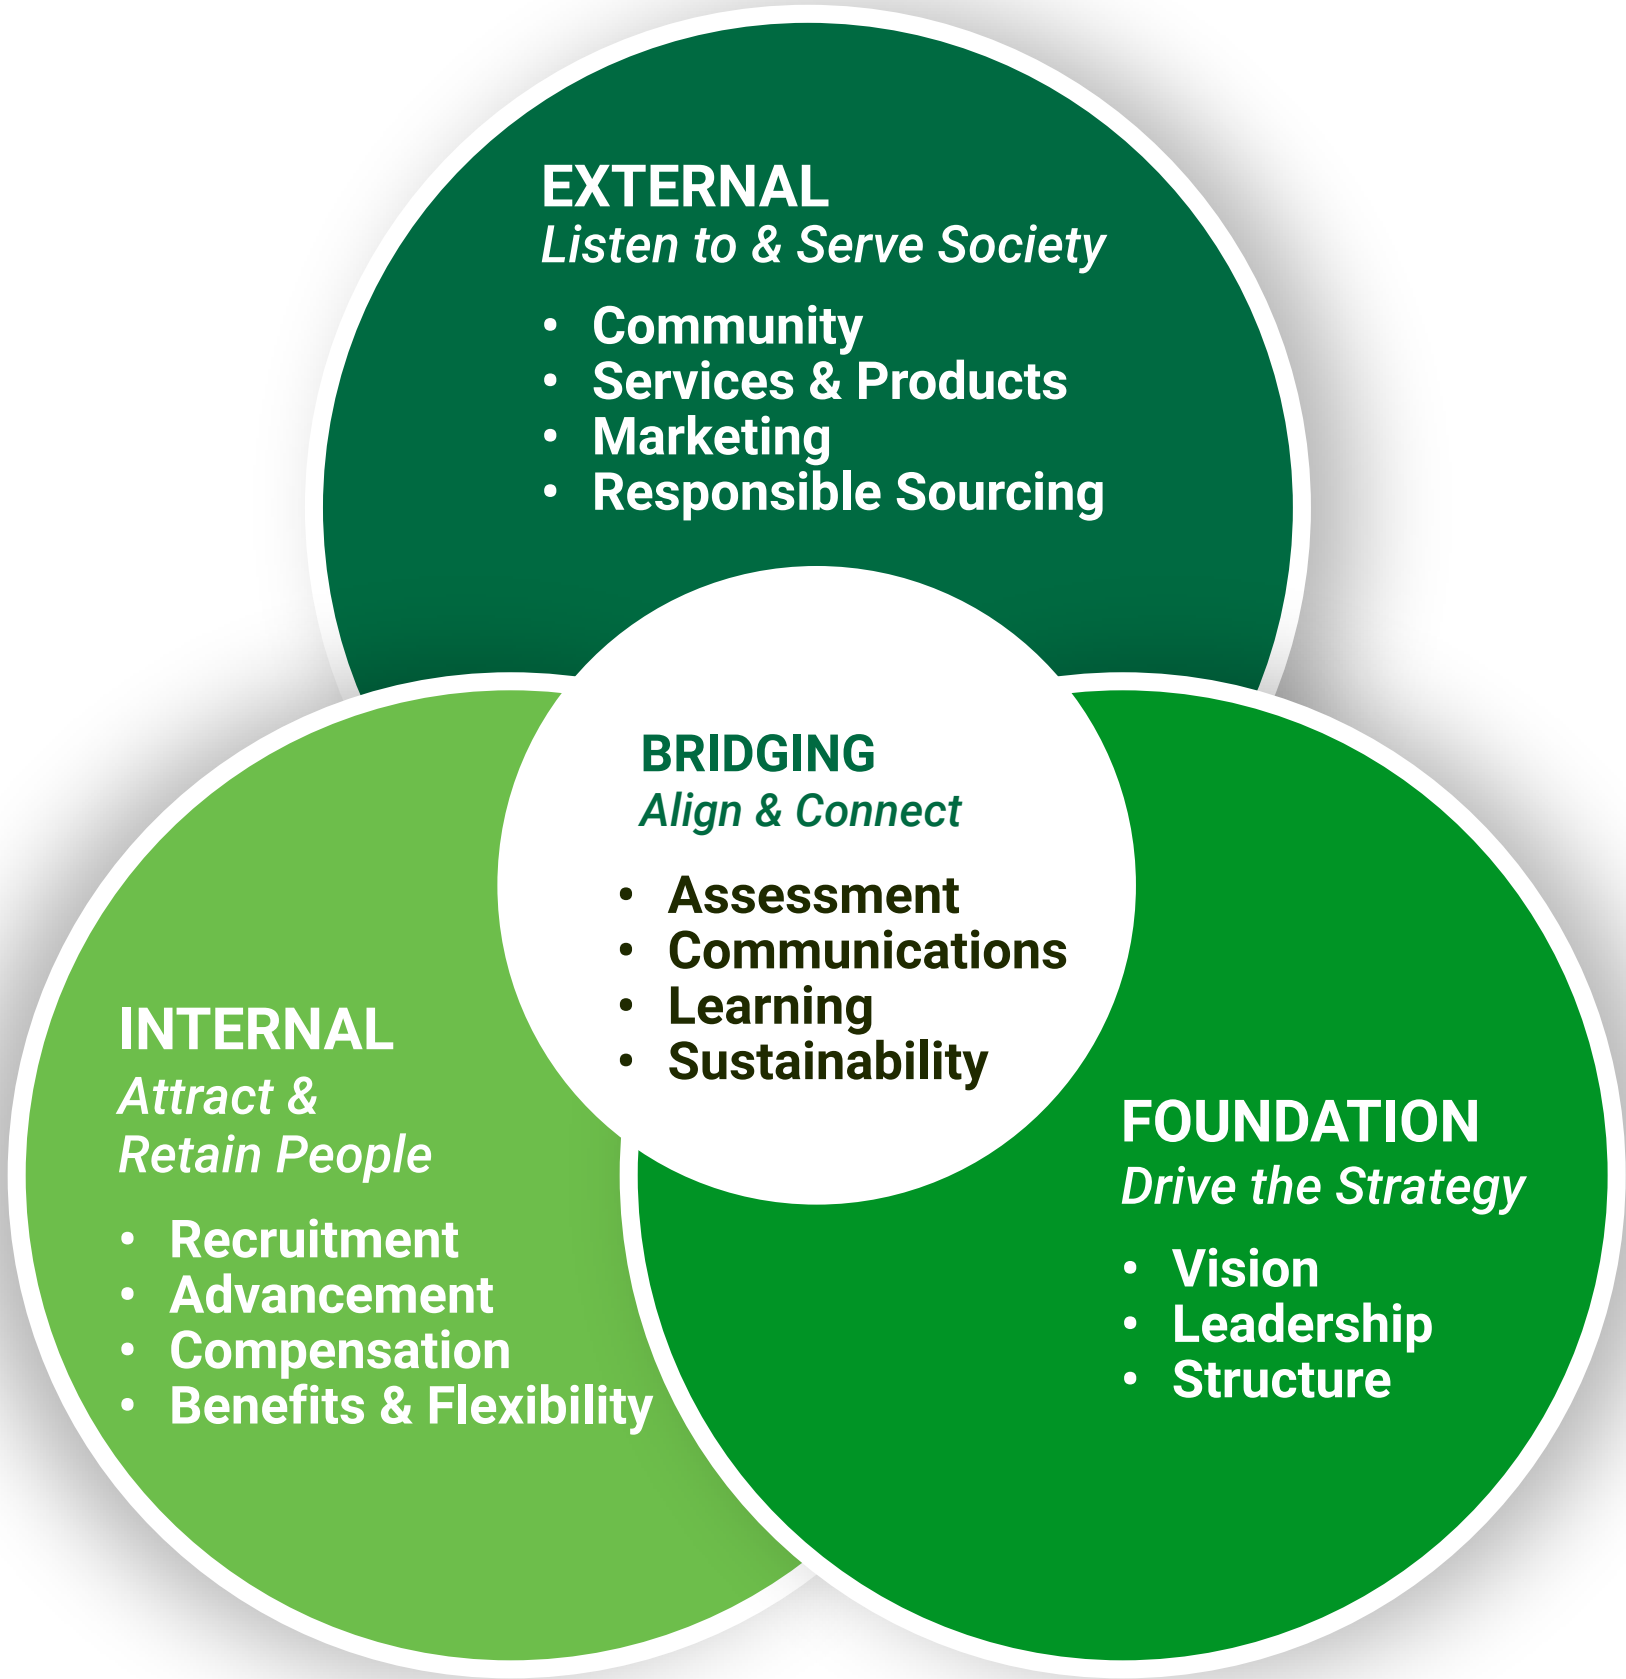 EXTERNAL
Listen to & Serve Society
• Community
• Services & Products
• Marketing
• Responsible Sourcing
BRIDGING
Align & Connect
• Assessment
• Communications
• Learning
• Sustainability
INTERNAL
Attract &
Retain People
• Recruitment
• Advancement
• Compensation
• Benefits & Flexibility
FOUNDATION
Drive the Strategy
• Vision
• Leadership
• Structure